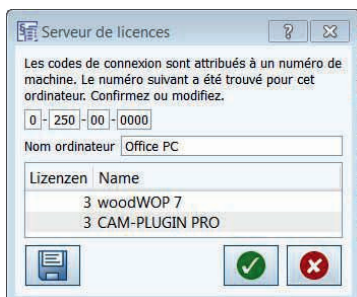 Serveur de licences
Les codes de connexion sont attribués à un numéro de
machine. Le numéro suivant a été trouvé pour cet
ordinateur. Confirmez ou modifiez.
0 - 250 - 00 - 0000
Nom ordinateur Office PC
Lizenzen Name
3 woodWOP 7
3 CAM-PLUGIN PRO